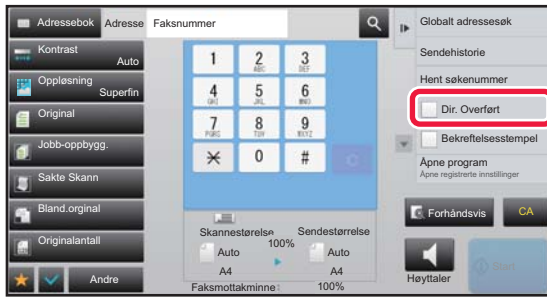 Adressebok
Adresse
Faksnummer
Kontrast
Auto
Oppløsning
Superfin
Original
Jobb-oppbygg.
Sakte Skann
Bland.orginal
Originalantall
Andre
1
2
ABC
3
DEF
4
GHI
5
JKL
6
MNO
7
PQRS
8
TUV
9
WXYZ
0
#
C
Skannestørelse
Sendestørrelse
100%
Auto
Auto
A4
A4
Faksmottakminne:
100%
Globalt adressesøk
Sendehistorie
Hent søkenummer
Dir. Overført
Bekreftelsesstempel
Åpne program
Åpne registrerte innstillinger
Forhåndsvis
CA
Høyttaler
Start